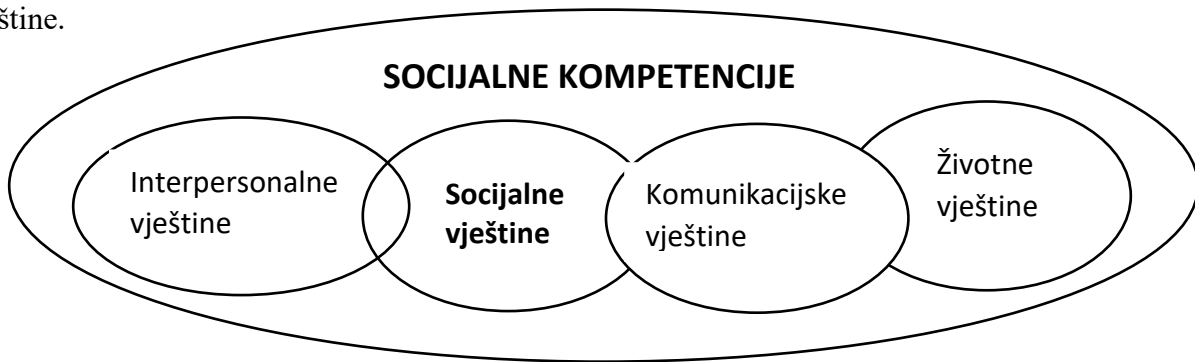 štine.
SOCIJALNE KOMPETENCIJE
Interpersonalne
vještine
Socijalne
vještine
Komunikacijske
vještine
Životne
vještine